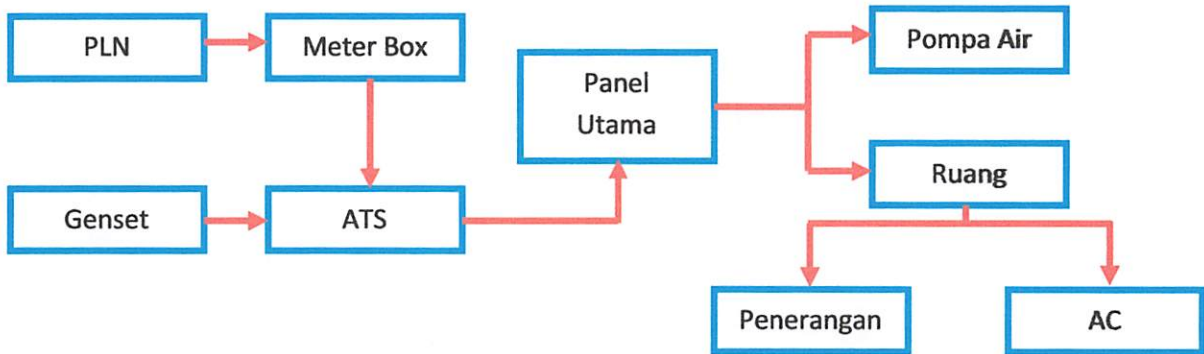 PLN
Meter Box
Pompa Air
Panel
Utama
Ruang
Genset
ATS
Penerangan
AC